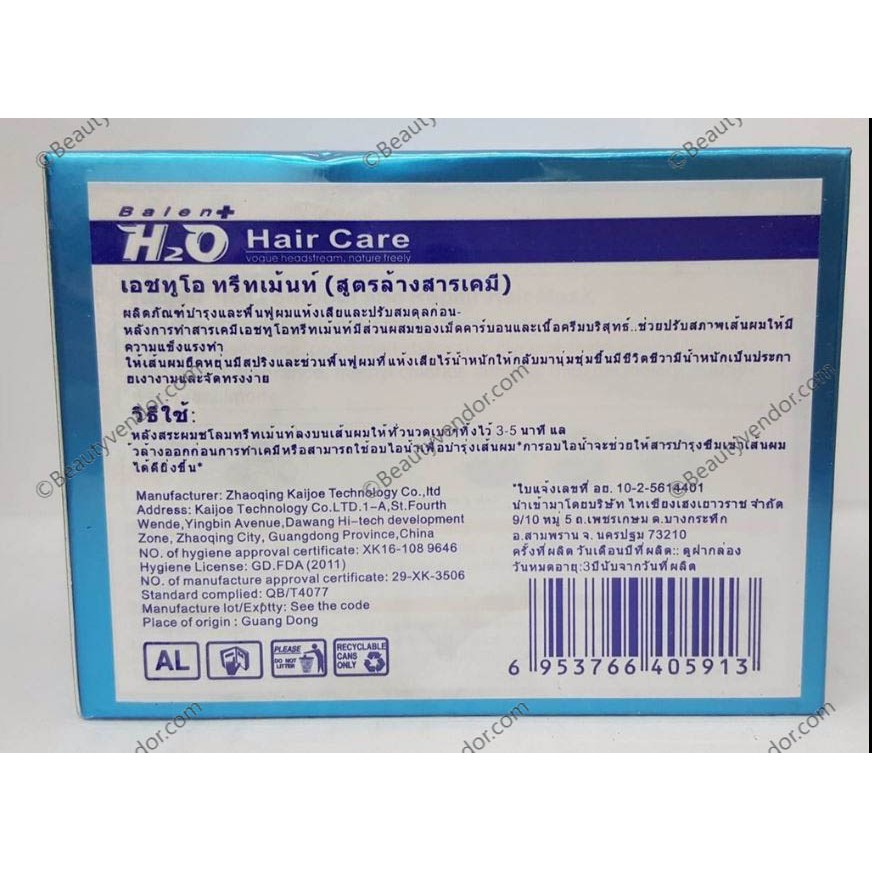 Balen+
H2O Hair Care
vogue headstream, nature freely
เอชทูโอ ทรีทเม้นท์ (สูตรล้างสารเคมี)
ผลิตภัณฑ์บำรุงและฟื้นฟูผมแห้งเสียและปรับสมดุลก่อน-
หลังการทำสารเคมีเอชทูโอทรีทเม้นท์มีส่วนผสมของเม็ดคาร์บอนและเนื้อครีมบริสุทธ์..ช่วยปรับสภาพเส้นผมให้มี
ความแข็งแรงทำ
ให้เส้นผมยืดหยุ่นมีสปริงและช่วนฟื้นฟูผมที่แห้งเสียไร้น้ำหนักให้กลับมานุ่มชุ่มชื้นมีชีวิตชีวามีน้ำหนักเป็นประกา
ยเงางามและจัดทรงง่าย
วิธีใช้:
หลังสระผมชโลมทรีทเม้นท์ลงบนเส้นผมให้ทั่วนวดเบาๆทิ้งไว้ 3-5 นาที แล
้วล้างออกก่อนการทำเคมีหรือสามารถใช้อบไอน้ำเพื่อบำรุงเส้นผม*การอบไอน้ำจะช่วยให้สารบำรุงซึมเข้าเส้นผม
ได้ดียิ่งขึ้น*
Manufacturer: Zhaoqing Kaijoe Technology Co.,ltd
Address: Kaijoe Technology Co.LTD.1-A,St.Fourth
Wende,Yingbin Avenue,Dawang Hi-tech development
Zone, Zhaoqing City, Guangdong Province,China
NO. of hygiene approval certificate: XK16-108 9646
Hygiene License: GD.FDA (2011)
NO. of manufacture approval certificate: 29-XK-3506
Standard complied: QB/T4077
Manufacture lot/Exptty: See the code
Place of origin : Guang Dong
*ใบแจ้งเลขที่ อย. 10-2-5614401
นำเข้ามาโดยบริษัท ไทเชียงเฮงเยาวราช จำกัด
9/10 หมู่ 5 ถ.เพชรเกษม ต.บางกระทึก
อ.สามพราน จ. นครปฐม 73210
ครั้งที่ผลิต วันเดือนปีที่ผลิต:: ดูฝากล่อง
วันหมดอายุ:3ปีนับจากวันที่ผลิต
AL
PLEASE
DO NOT
LITTER
RECYCLABLE
CANS
ONLY
6 953766 405913
©Beautyvendor.com